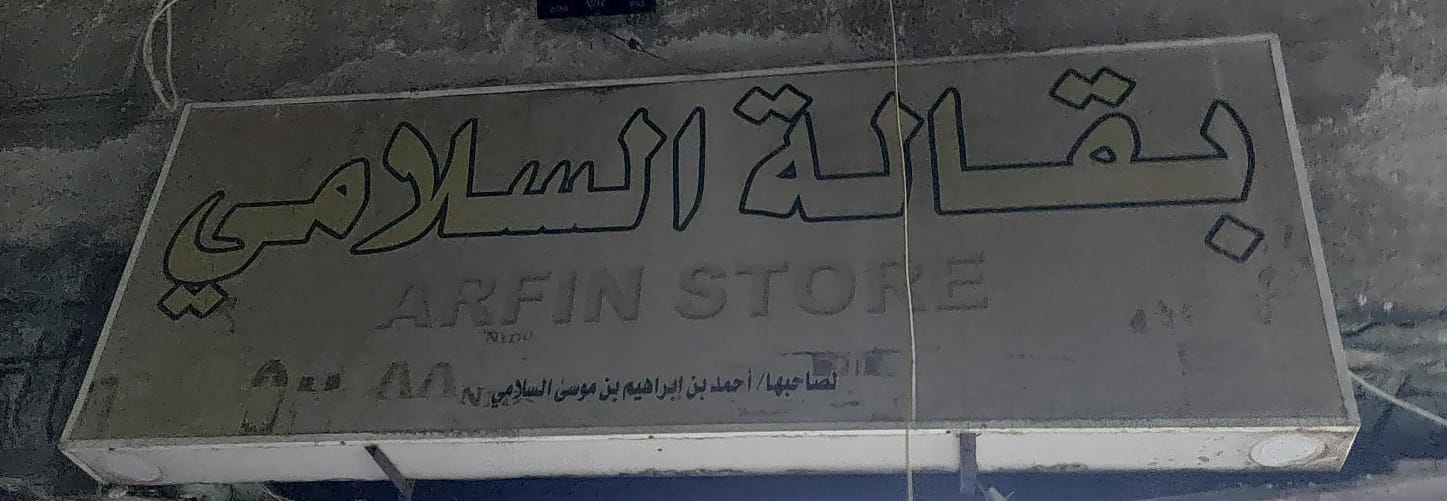 بقالة السلامي
ARFIN STORE
لصاحبها/ أحمد بن إبراهيم بن موسى السلامي